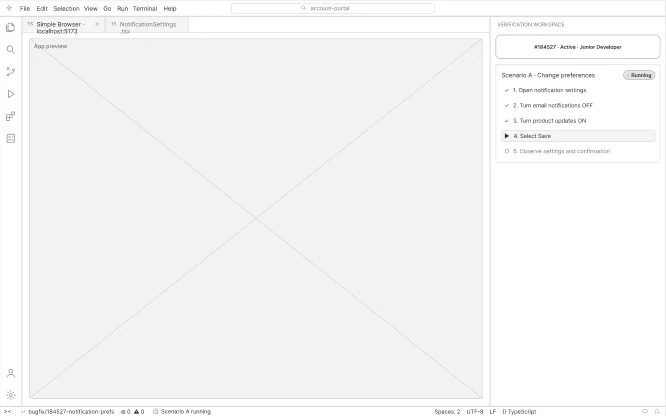 File Edit Selection View Go Run Terminal Help
account-portal
TS Simple Browser · localhost:5173 ×
TS NotificationSettings.tsx
App preview
VERIFICATION WORKSPACE
#184527 · Active · Junior Developer
Scenario A · Change preferences
Running
1. Open notification settings
2. Turn email notifications OFF
3. Turn product updates ON
4. Select Save
5. Observe settings and confirmation
bugfix/184527-notification-prefs 0 0 Scenario A running
Spaces: 2 UTF-8 LF {} TypeScript